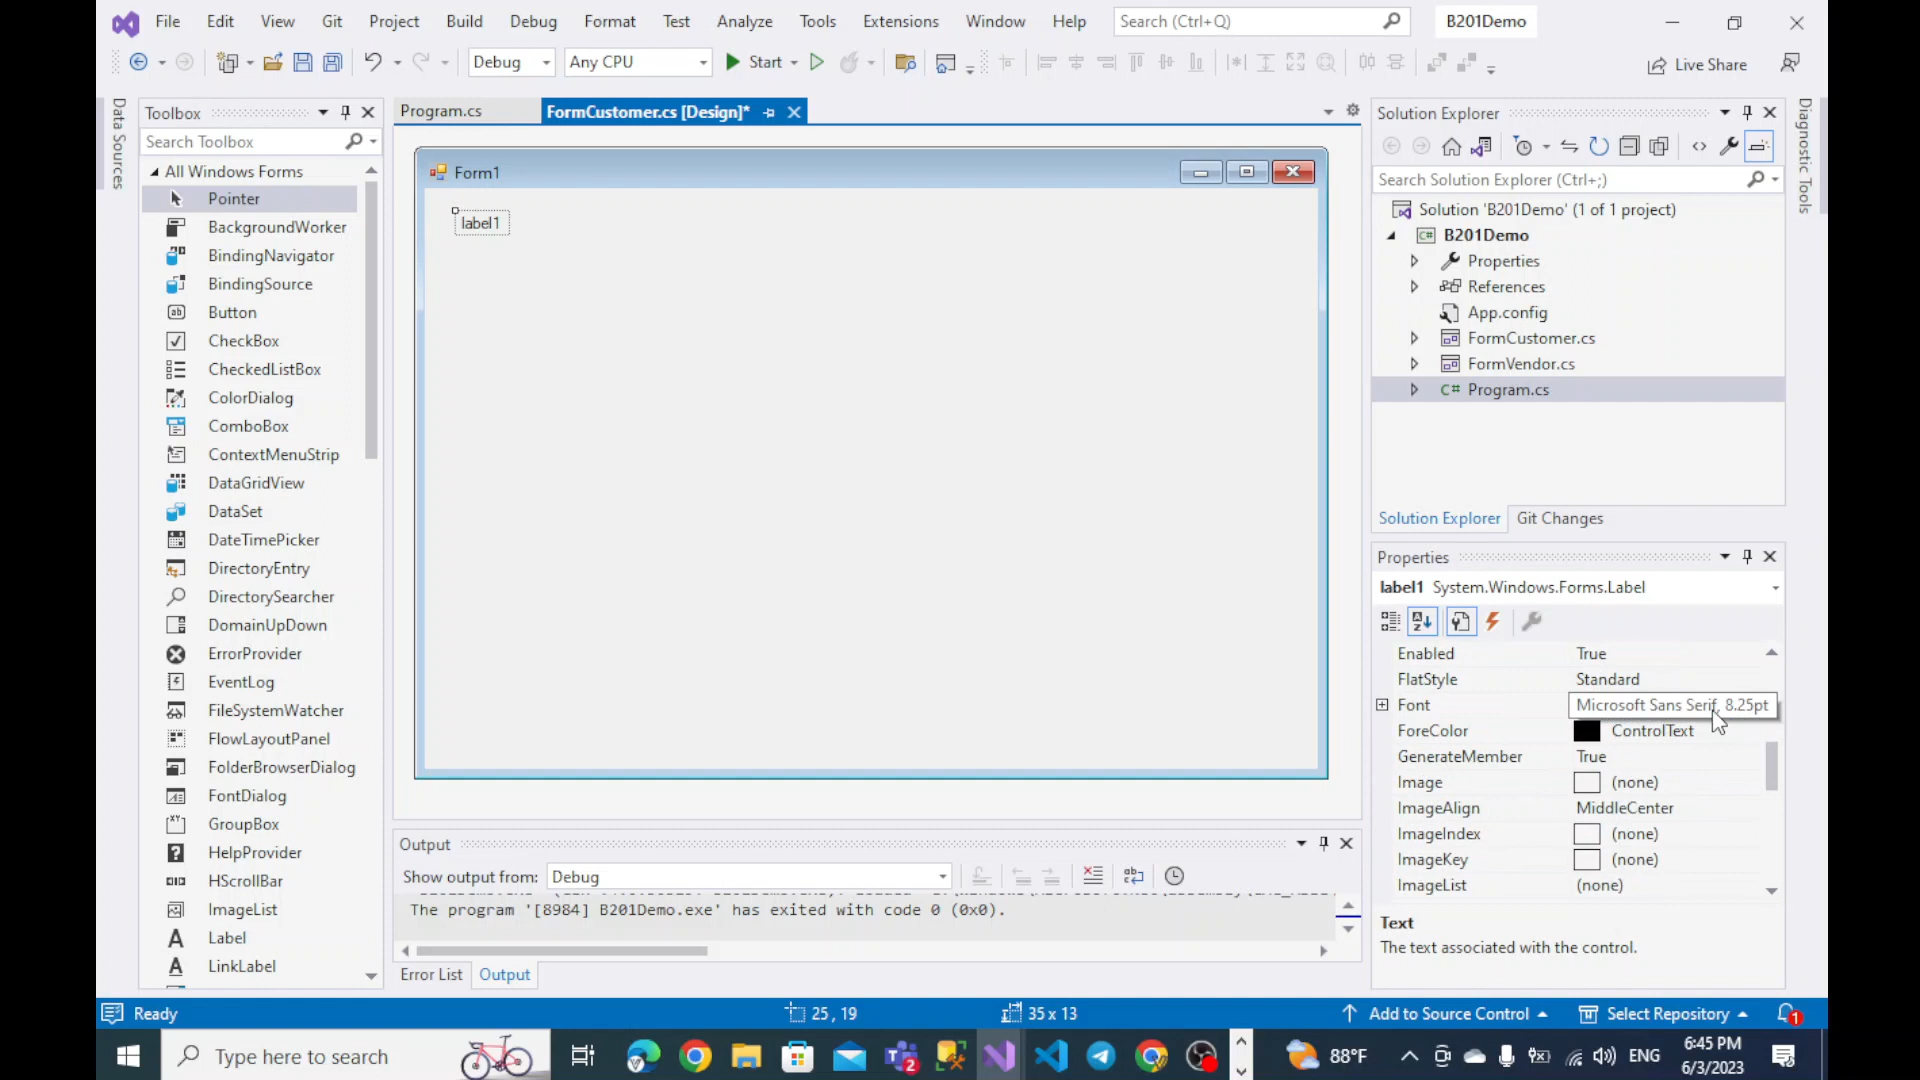 File Edit View Git Project Build Debug Format Test Analyze Tools Extensions Window Help Search (Ctrl+Q) B201Demo
Debug Any CPU Start Live Share
Data Sources
Toolbox
Search Toolbox
All Windows Forms
Pointer
BackgroundWorker
BindingNavigator
BindingSource
Button
CheckBox
CheckedListBox
ColorDialog
ComboBox
ContextMenuStrip
DataGridView
DataSet
DateTimePicker
DirectoryEntry
DirectorySearcher
DomainUpDown
ErrorProvider
EventLog
FileSystemWatcher
FlowLayoutPanel
FolderBrowserDialog
FontDialog
GroupBox
HelpProvider
HScrollBar
ImageList
Label
LinkLabel
Program.cs FormCustomer.cs [Design]*
Form1
label1
Output
Show output from: Debug
The program '[8984] B201Demo.exe' has exited with code 0 (0x0).
Error List Output
Solution Explorer
Search Solution Explorer (Ctrl+;)
Solution 'B201Demo' (1 of 1 project)
B201Demo
Properties
References
App.config
FormCustomer.cs
FormVendor.cs
C# Program.cs
Solution Explorer Git Changes
Properties
label1 System.Windows.Forms.Label
Enabled True
FlatStyle Standard
Font Microsoft Sans Serif, 8.25pt
ForeColor ControlText
GenerateMember True
Image (none)
ImageAlign MiddleCenter
ImageIndex (none)
ImageKey (none)
ImageList (none)
Text
The text associated with the control.
Diagnostic Tools
Ready 25 , 19 35 x 13 Add to Source Control Select Repository 1
Type here to search 2 88°F ENG 6:45 PM
6/3/2023